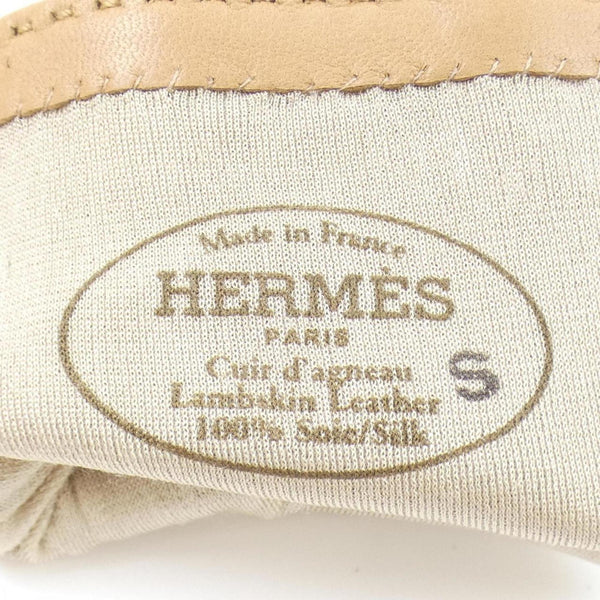 Made in France
HERMÈS
PARIS
Cuir d'agneau
Lambskin Leather
100% Soie/Silk
S